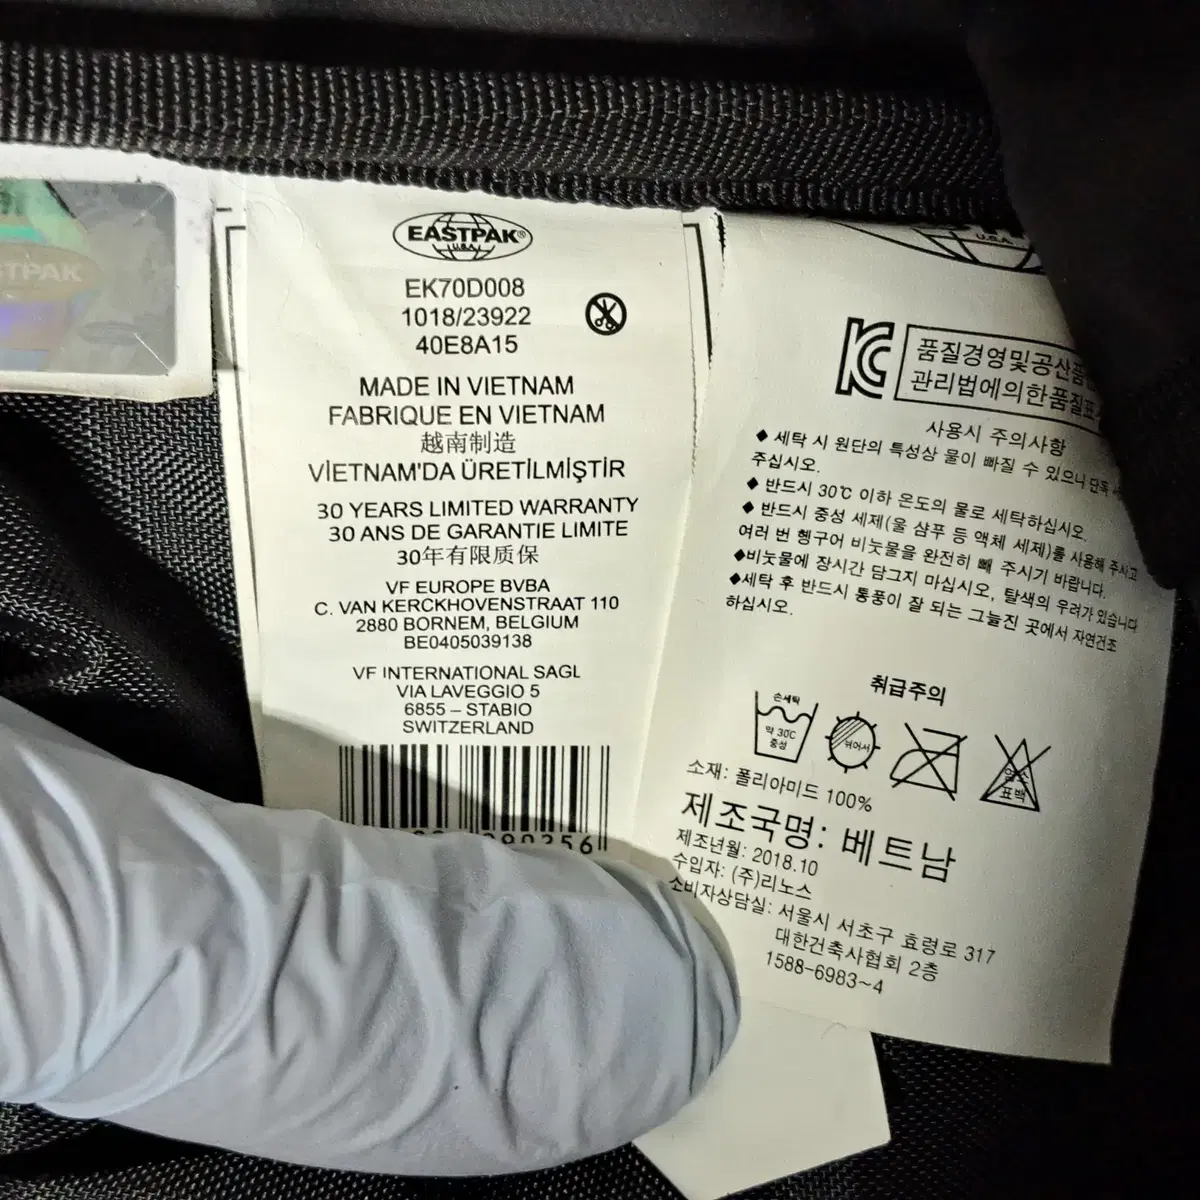 STPAK
EASTPAK®
U.S.A.
EK70D008
1018/23922
40E8A15
MADE IN VIETNAM
FABRIQUE EN VIETNAM
越南制造
VİETNAM'DA ÜRETİLMİŞTİR
30 YEARS LIMITED WARRANTY
30 ANS DE GARANTIE LIMITE
30年有限质保
VF EUROPE BVBA
C. VAN KERCKHOVENSTRAAT 110
2880 BORNEM, BELGIUM
BE0405039138
VF INTERNATIONAL SAGL
VIA LAVEGGIO 5
6855 – STABIO
SWITZERLAND
90256
U.S.A.
KC
품질경영및공산품
관리법에의한품질표
사용시 주의사항
◆ 세탁 시 원단의 특성상 물이 빠질 수 있으니 단독
주십시오.
◆ 반드시 30℃ 이하 온도의 물로 세탁하십시오.
◆ 반드시 중성 세제(울 샴푸 등 액체 세제)를 사용해 주시고
여러 번 헹구어 비눗물을 완전히 빼 주시기 바랍니다.
◆비눗물에 장시간 담그지 마십시오, 탈색의 우려가 있습니다
◆세탁 후 반드시 통풍이 잘 되는 그늘진 곳에서 자연건조
하십시오.
취급주의
손세탁
약 30℃
중성
뉘어서
염소
표백
소재: 폴리아미드 100%
제조국명: 베트남
제조년월: 2018.10
수입자: (주)리노스
소비자상담실: 서울시 서초구 효령로 317
대한건축사협회 2층
1588-6983~4